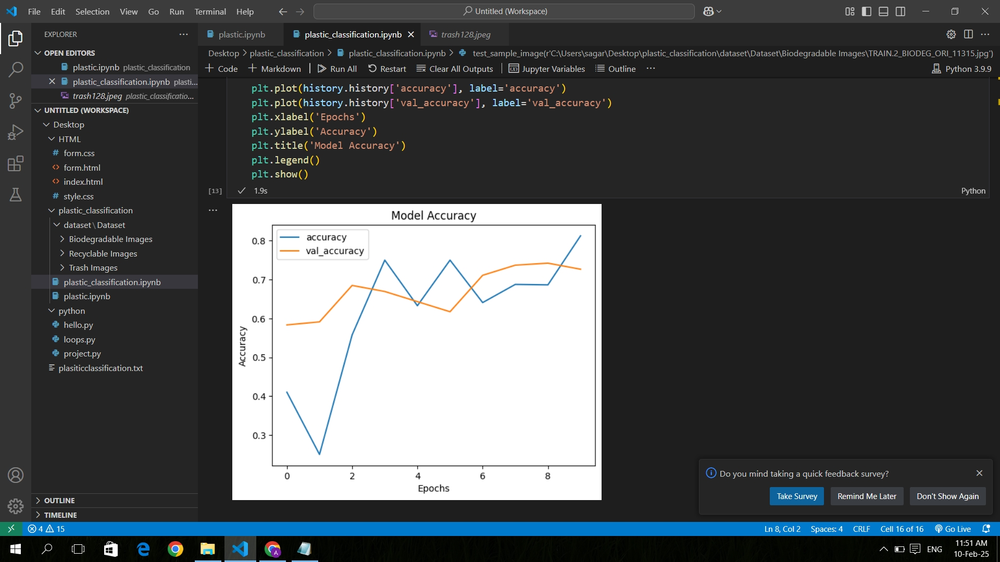 File Edit Selection View Go Run Terminal Help
Untitled (Workspace)
EXPLORER
OPEN EDITORS
plastic.ipynb plastic_classification
plastic_classification.ipynb plasti...
trash128.jpeg plastic_classificatio...
UNTITLED (WORKSPACE)
Desktop
HTML
# form.css
<> form.html
<> index.html
# style.css
plastic_classification
dataset\Dataset
Biodegradable Images
Recyclable Images
Trash Images
plastic_classification.ipynb
plastic.ipynb
python
hello.py
loops.py
project.py
plasiticclassification.txt
OUTLINE
TIMELINE
plastic.ipynb
plastic_classification.ipynb
trash128.jpeg
Desktop > plastic_classification > plastic_classification.ipynb > test_sample_image(r'C:\Users\sagar\Desktop\plastic_classification\dataset\Dataset\Biodegradable Images\TRAIN.2_BIODEG_ORI_11315.jpg')
+ Code + Markdown Run All Restart Clear All Outputs Jupyter Variables Outline ...
Python 3.9.9
plt.plot(history.history['accuracy'], label='accuracy')
plt.plot(history.history['val_accuracy'], label='val_accuracy')
plt.xlabel('Epochs')
plt.ylabel('Accuracy')
plt.title('Model Accuracy')
plt.legend()
plt.show()
[13] ✓ 1.9s
Python
Model Accuracy
accuracy
val_accuracy
0.8
0.7
0.6
0.5
0.4
0.3
Accuracy
0 2 4 6 8
Epochs
Do you mind taking a quick feedback survey?
Take Survey Remind Me Later Don't Show Again
4 15
Ln 8, Col 2 Spaces: 4 CRLF Cell 16 of 16 Go Live
A
ENG
11:51 AM
10-Feb-25